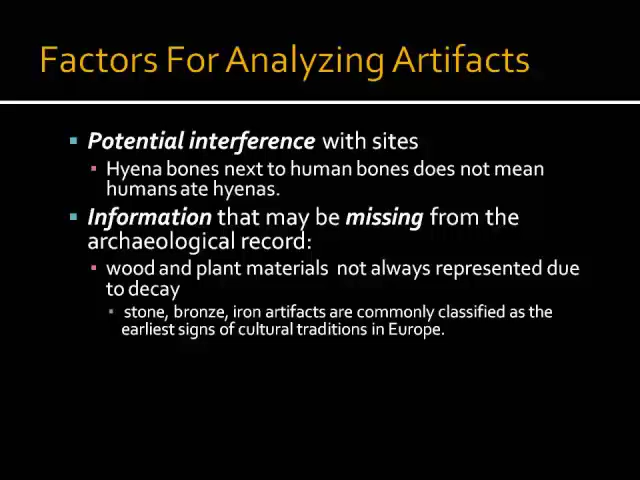 Factors For Analyzing Artifacts
Potential interference with sites
Hyena bones next to human bones does not mean
humans ate hyenas.
Information that may be missing from the
archaeological record:
wood and plant materials not always represented due
to decay
stone, bronze, iron artifacts are commonly classified as the
earliest signs of cultural traditions in Europe.